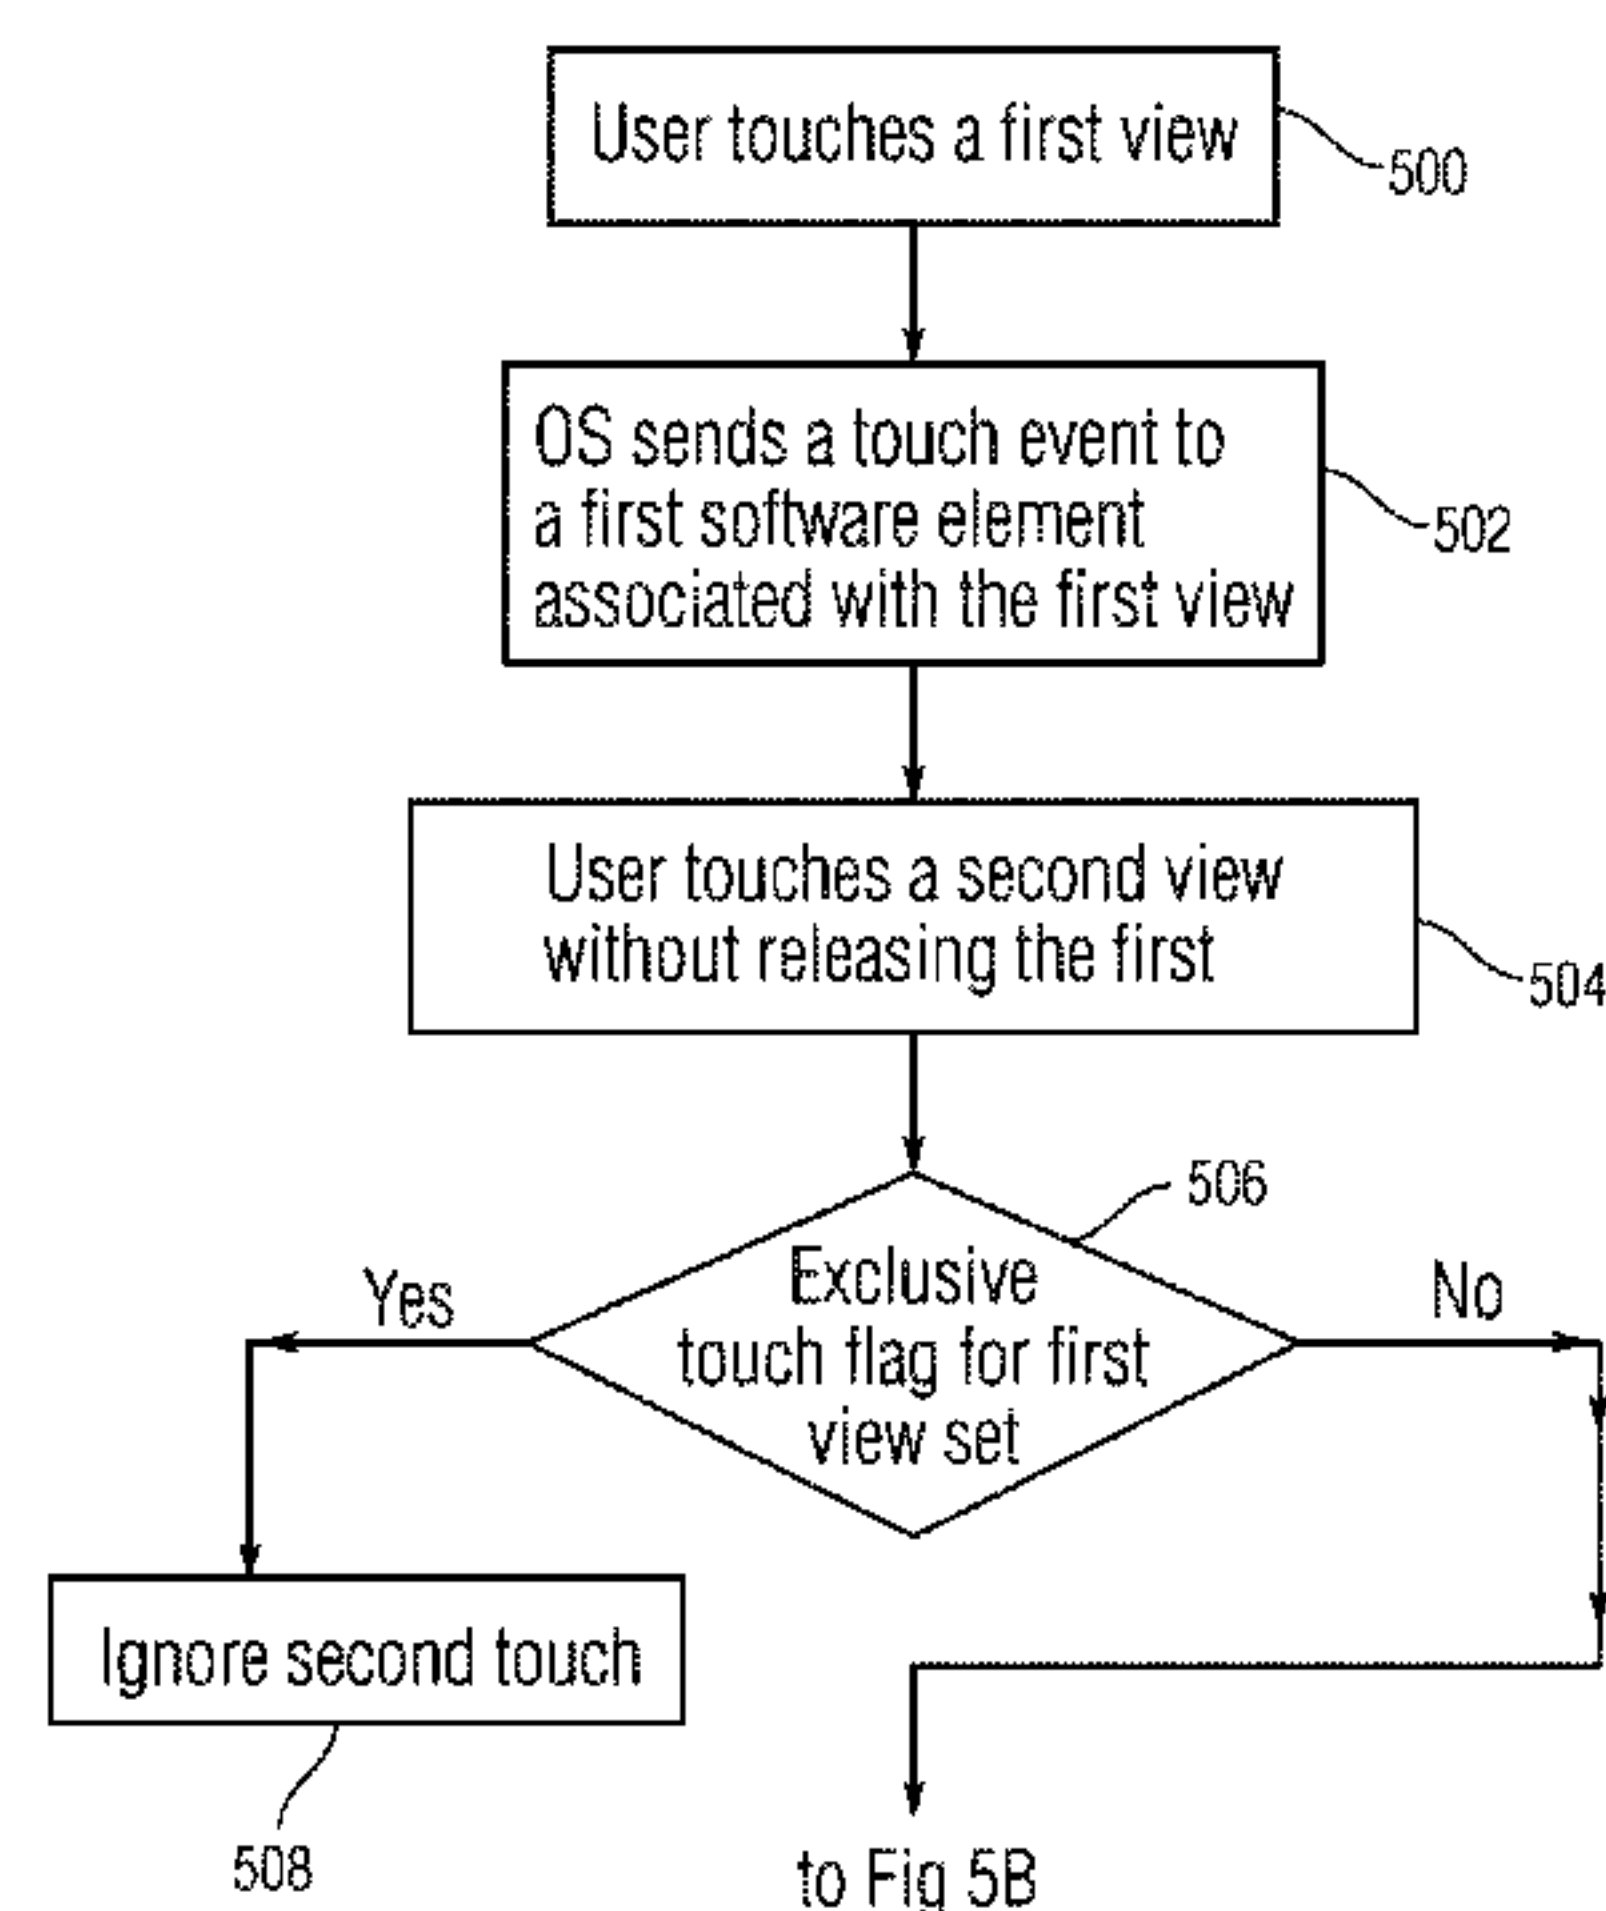 User touches a first view
500
OS sends a touch event to
a first software element
associated with the first view
502
User touches a second view
without releasing the first
504
506
Exclusive
touch flag for first
view set
Yes
No
Ignore second touch
508
to Fig 5B